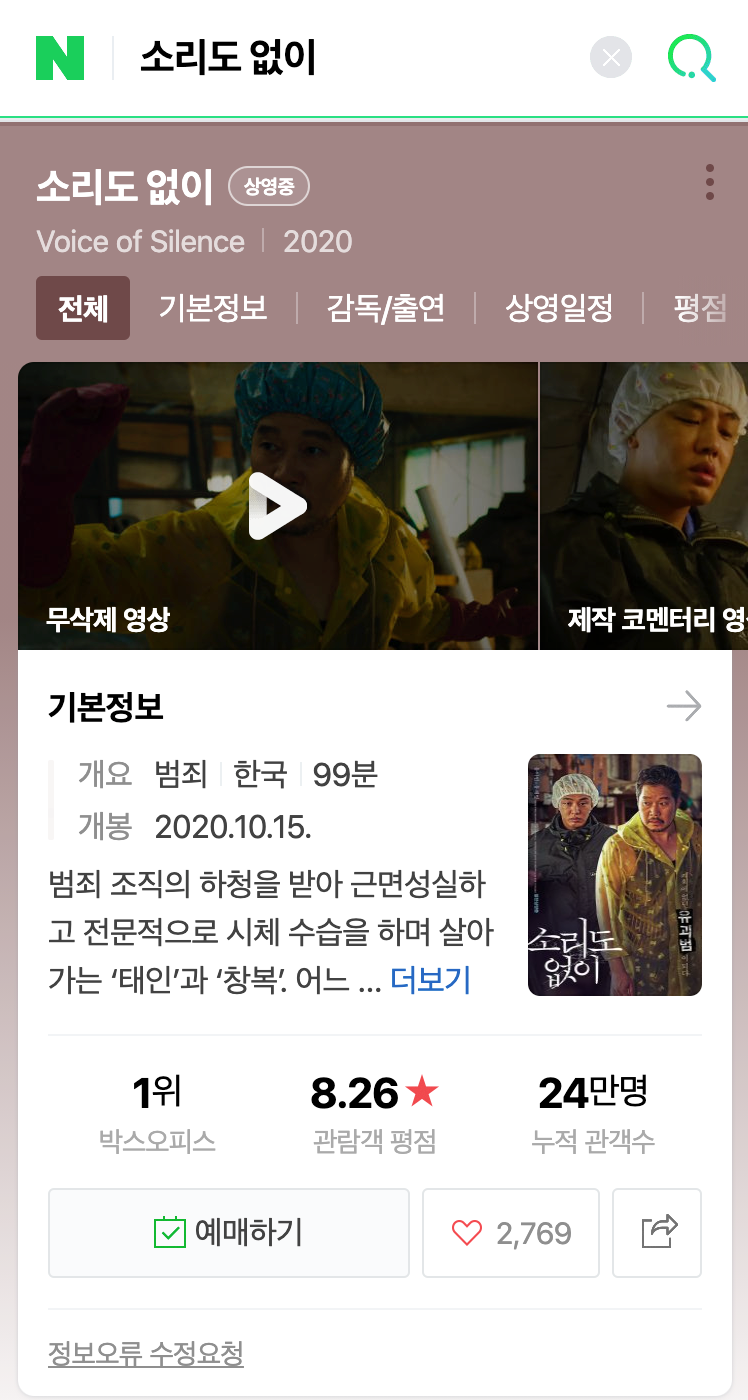 N
소리도 없이
소리도 없이 상영중
Voice of Silence 2020
전체 기본정보 감독/출연 상영일정 평점
무삭제 영상
제작 코멘터리 영
기본정보
개요 범죄 한국 99분
개봉 2020.10.15.
범죄 조직의 하청을 받아 근면성실하
고 전문적으로 시체 수습을 하며 살아
가는 ‘태인’과 ‘창복’. 어느 ... 더보기
소리도
없이
유괴범
1위 8.26 24만명
박스오피스 관람객 평점 누적 관객수
예매하기 2,769
정보오류 수정요청